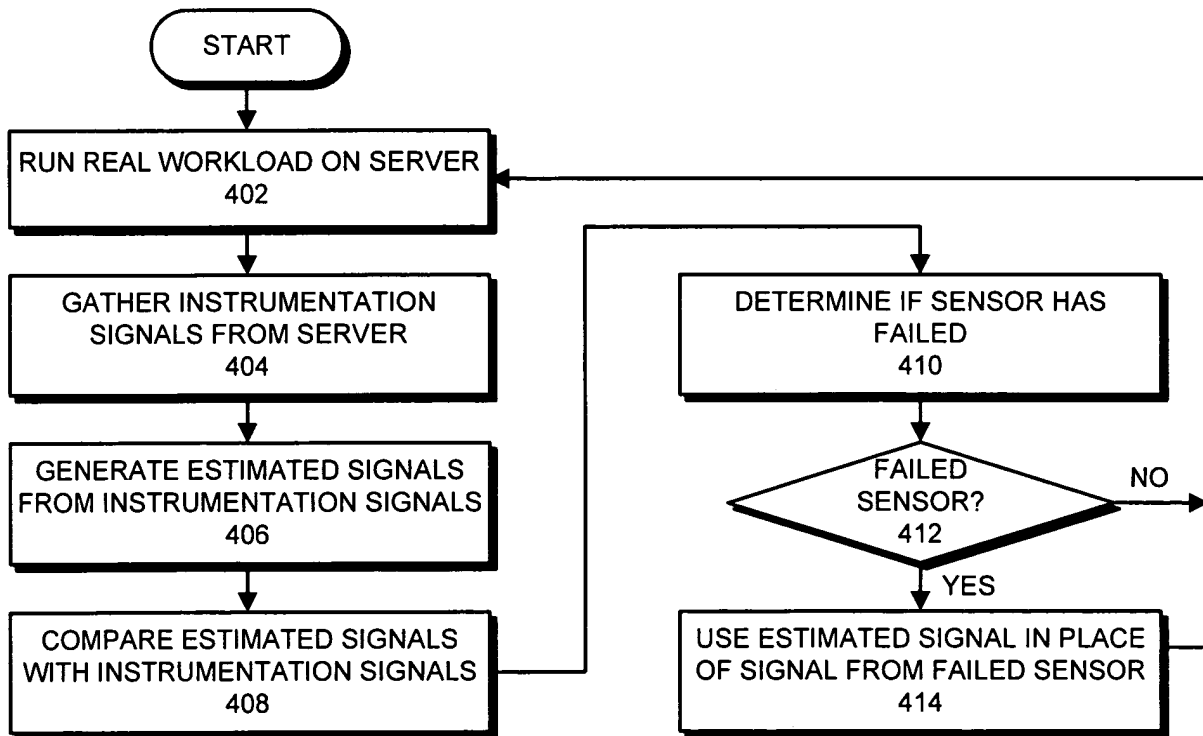 START
RUN REAL WORKLOAD ON SERVER
402
GATHER INSTRUMENTATION
SIGNALS FROM SERVER
404
GENERATE ESTIMATED SIGNALS
FROM INSTRUMENTATION SIGNALS
406
COMPARE ESTIMATED SIGNALS
WITH INSTRUMENTATION SIGNALS
408
DETERMINE IF SENSOR HAS
FAILED
410
FAILED
SENSOR?
412
NO
YES
USE ESTIMATED SIGNAL IN PLACE
OF SIGNAL FROM FAILED SENSOR
414